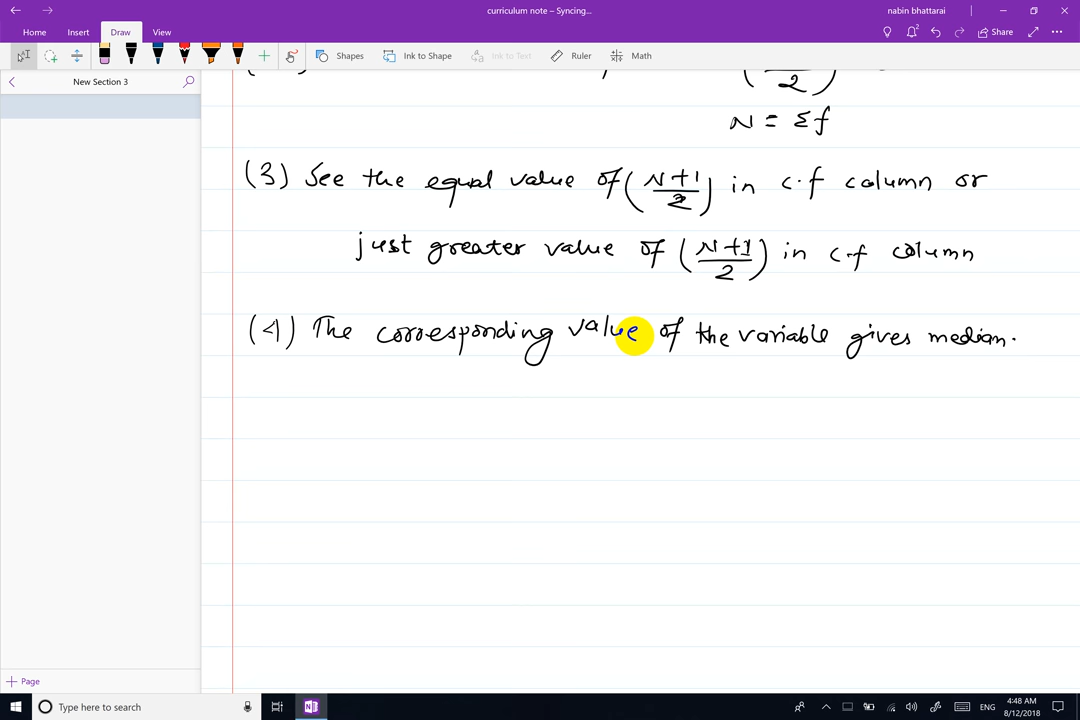 curriculum note – Syncing...
nabin bhattarai
Home Insert Draw View
Share
Shapes Ink to Shape Ink to Text Ruler Math
New Section 3
2
N = Σf
(3) See the equal value of (N+1/2) in c.f column or
just greater value of (N+1/2) in c.f column
(4) The corresponding value of the variable gives median.
Page
Type here to search
ENG
4:48 AM
8/12/2018